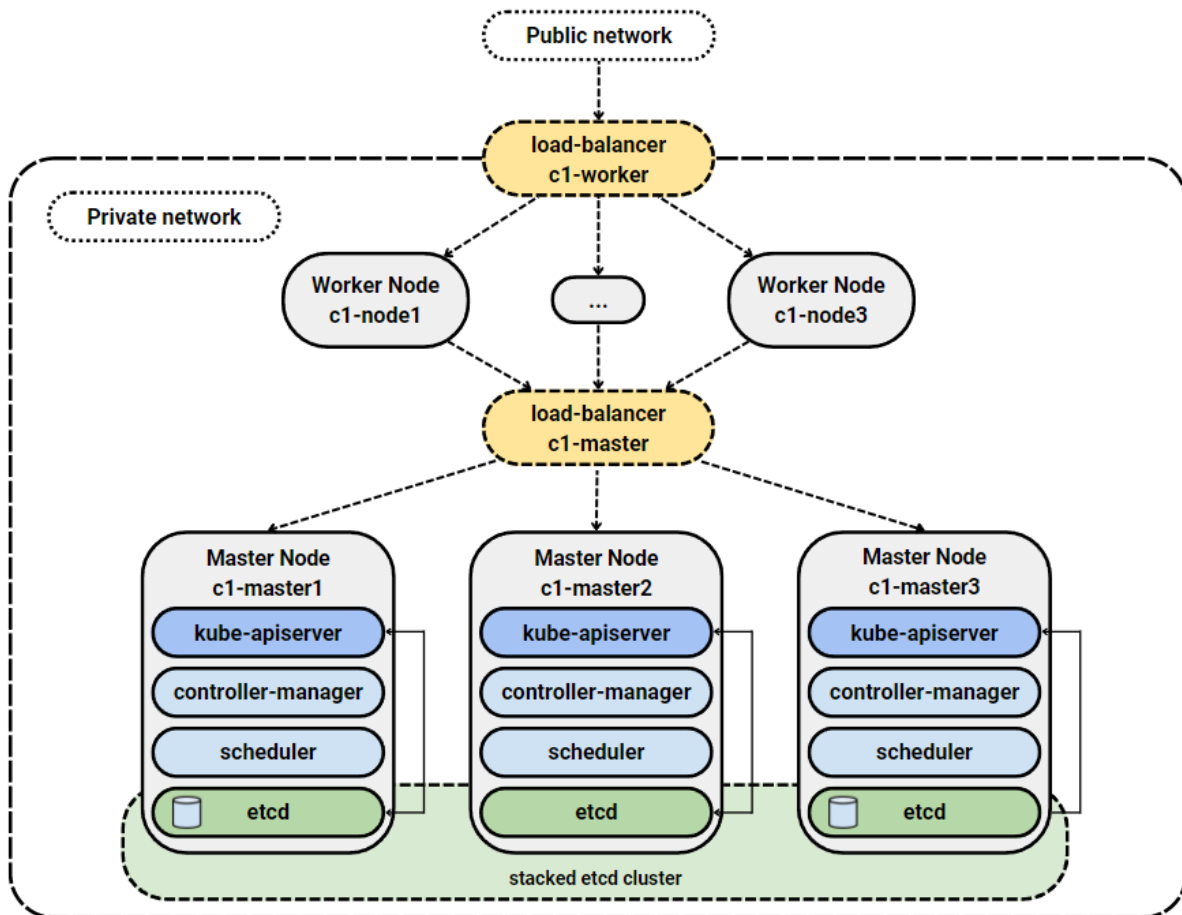 Public network
load-balancer
c1-worker
Private network
Worker Node
c1-node1
...
Worker Node
c1-node3
load-balancer
c1-master
Master Node
c1-master1
kube-apiserver
controller-manager
scheduler
etcd
Master Node
c1-master2
kube-apiserver
controller-manager
scheduler
etcd
Master Node
c1-master3
kube-apiserver
controller-manager
scheduler
etcd
stacked etcd cluster